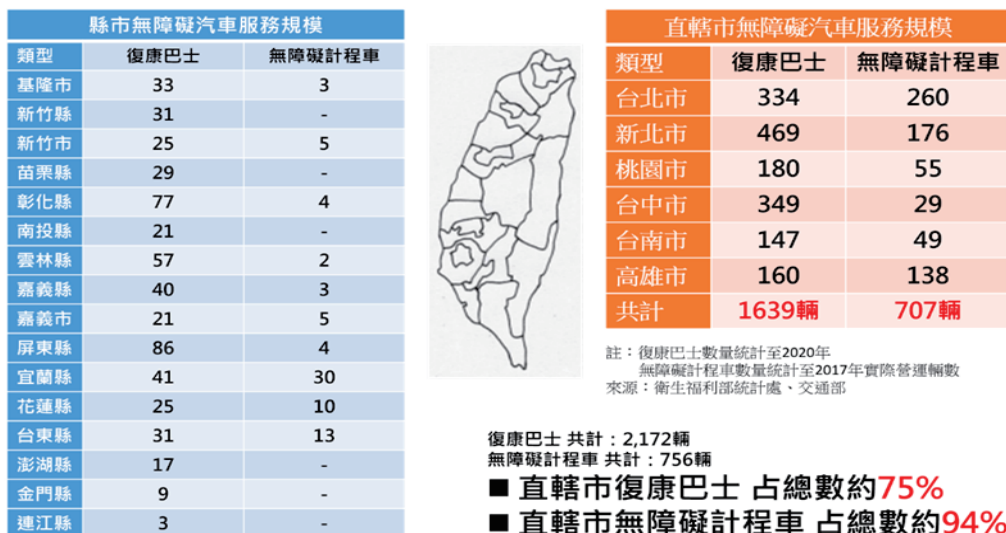 縣市無障礙汽車服務規模
類型 復康巴士 無障礙計程車
基隆市 33 3
新竹縣 31 -
新竹市 25 5
苗栗縣 29 -
彰化縣 77 4
南投縣 21 -
雲林縣 57 2
嘉義縣 40 3
嘉義市 21 5
屏東縣 86 4
宜蘭縣 41 30
花蓮縣 25 10
台東縣 31 13
澎湖縣 17 -
金門縣 9 -
連江縣 3 -
直轄市無障礙汽車服務規模
類型 復康巴士 無障礙計程車
台北市 334 260
新北市 469 176
桃園市 180 55
台中市 349 29
台南市 147 49
高雄市 160 138
共計 1639輛 707輛
註：復康巴士數量統計至2020年
無障礙計程車數量統計至2017年實際營運輛數
來源：衛生福利部統計處、交通部
復康巴士 共計：2,172輛
無障礙計程車 共計：756輛
■ 直轄市復康巴士 占總數約75%
■ 直轄市無障礙計程車 占總數約94%